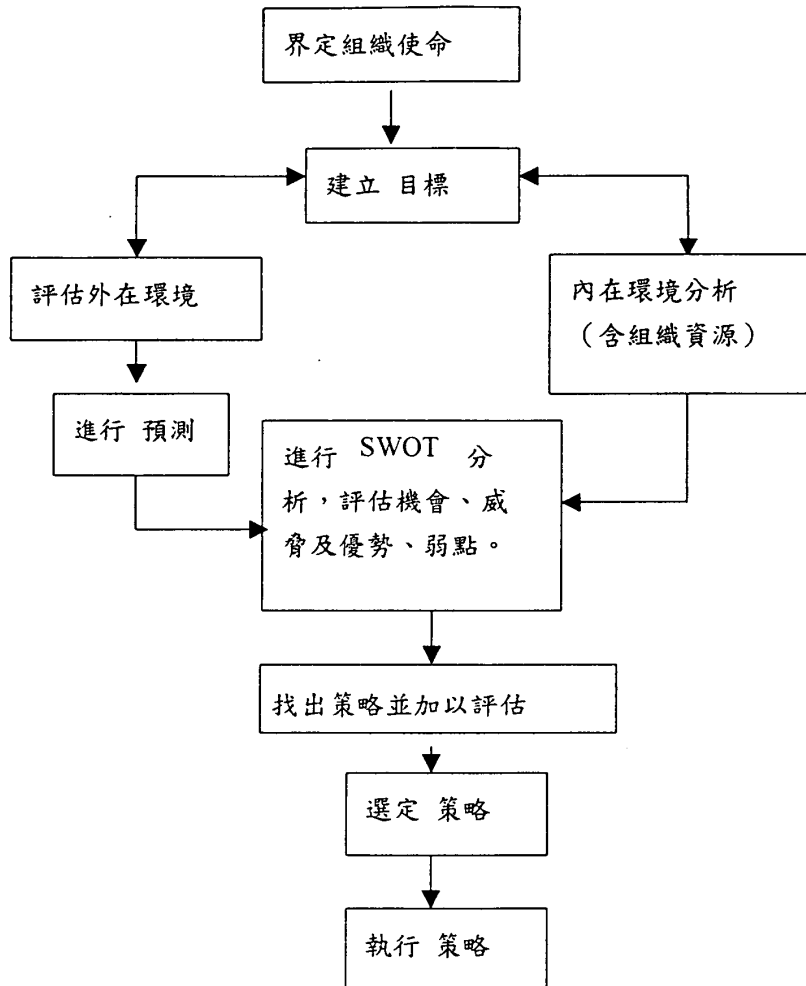 界定組織使命
建立 目標
評估外在環境
內在環境分析
（含組織資源）
進行 預測
進行 SWOT 分
析，評估機會、威
脅及優勢、弱點。
找出策略並加以評估
選定 策略
執行 策略